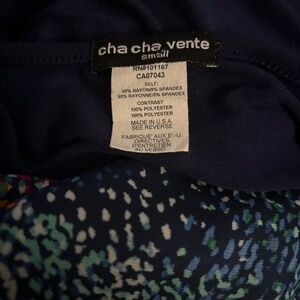 cha cha vente
small
RN#101167
CA07043
SELF:
95% RAYON/5% SPANDEX
95% RAYONNE/5% SPANDEX
CONTRAST
100% POLYESTER
100% POLYESTER
MADE IN U.S.A.
SEE REVERSE
FABRIQUE' AUX E'-U.
DIRECTIVES
D'ENTRETIEN
AU VERSO